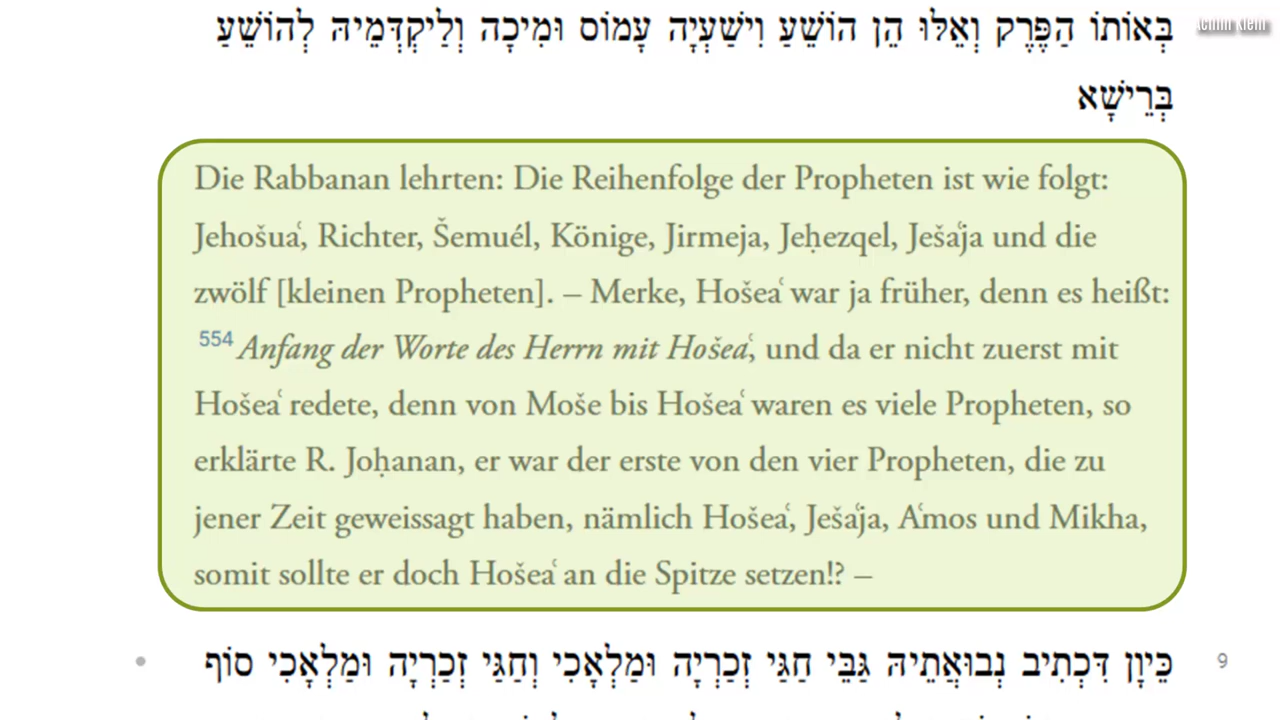 בְּאוֹתוֹ הַפֶּרֶק וְאֵלּוּ הֵן הוֹשֵׁעַ וִישַׁעְיָה עָמוֹס וּמִיכָה וְלַיקְדְּמֵיהּ לְהוֹשֵׁעַ
בְּרֵישָׁא
Die Rabbanan lehrten: Die Reihenfolge der Propheten ist wie folgt:
Jehošuaʿ, Richter, Šemuél, Könige, Jirmeja, Jeḥezqel, Ješaʿja und die
zwölf [kleinen Propheten]. – Merke, Hošeaʿ war ja früher, denn es heißt:
554 Anfang der Worte des Herrn mit Hošeaʿ, und da er nicht zuerst mit
Hošeaʿ redete, denn von Moše bis Hošeaʿ waren es viele Propheten, so
erklärte R. Joḥanan, er war der erste von den vier Propheten, die zu
jener Zeit geweissagt haben, nämlich Hošeaʿ, Ješaʿja, Aʿmos und Mikha,
somit sollte er doch Hošeaʿ an die Spitze setzen!? –
• כֵּיוָן דִּכְתִיב נְבוּאֲתֵיהּ גַּבֵּי חַגַּי זְכַרְיָה וּמַלְאָכִי וְחַגַּי זְכַרְיָה וּמַלְאָכִי סוֹף
9